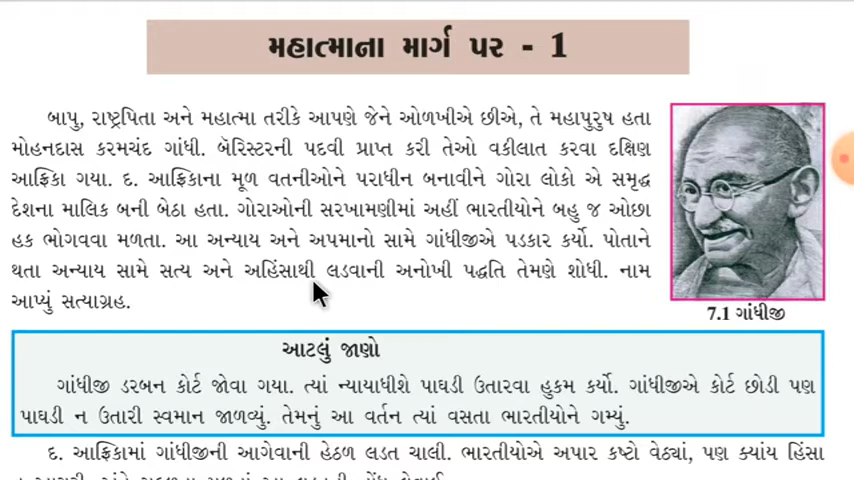 મહાત્માના માર્ગ પર - 1
બાપુ, રાષ્ટ્રપિતા અને મહાત્મા તરીકે આપણે જેને ઓળખીએ છીએ, તે મહાપુરુષ હતા
મોહનદાસ કરમચંદ ગાંધી. બૅરિસ્ટરની પદવી પ્રાપ્ત કરી તેઓ વકીલાત કરવા દક્ષિણ
આફ્રિકા ગયા. દ. આફ્રિકાના મૂળ વતનીઓને પરાધીન બનાવીને ગોરા લોકો એ સમૃદ્ધ
દેશના માલિક બની બેઠા હતા. ગોરાઓની સરખામણીમાં અહીં ભારતીયોને બહુ જ ઓછા
હક ભોગવવા મળતા. આ અન્યાય અને અપમાનો સામે ગાંધીજીએ પડકાર કર્યો. પોતાને
થતા અન્યાય સામે સત્ય અને અહિંસાથી લડવાની અનોખી પદ્ધતિ તેમણે શોધી. નામ
આપ્યું સત્યાગ્રહ.
7.1 ગાંધીજી
આટલું જાણો
ગાંધીજી ડરબન કોર્ટ જોવા ગયા. ત્યાં ન્યાયાધીશે પાઘડી ઉતારવા હુકમ કર્યો. ગાંધીજીએ કોર્ટ છોડી પણ
પાઘડી ન ઉતારી સ્વમાન જાળવ્યું. તેમનું આ વર્તન ત્યાં વસતા ભારતીયોને ગમ્યું.
દ. આફ્રિકામાં ગાંધીજીની આગેવાની હેઠળ લડત ચાલી. ભારતીયોએ અપાર કષ્ટો વેઠ્યાં, પણ ક્યાંય હિંસા